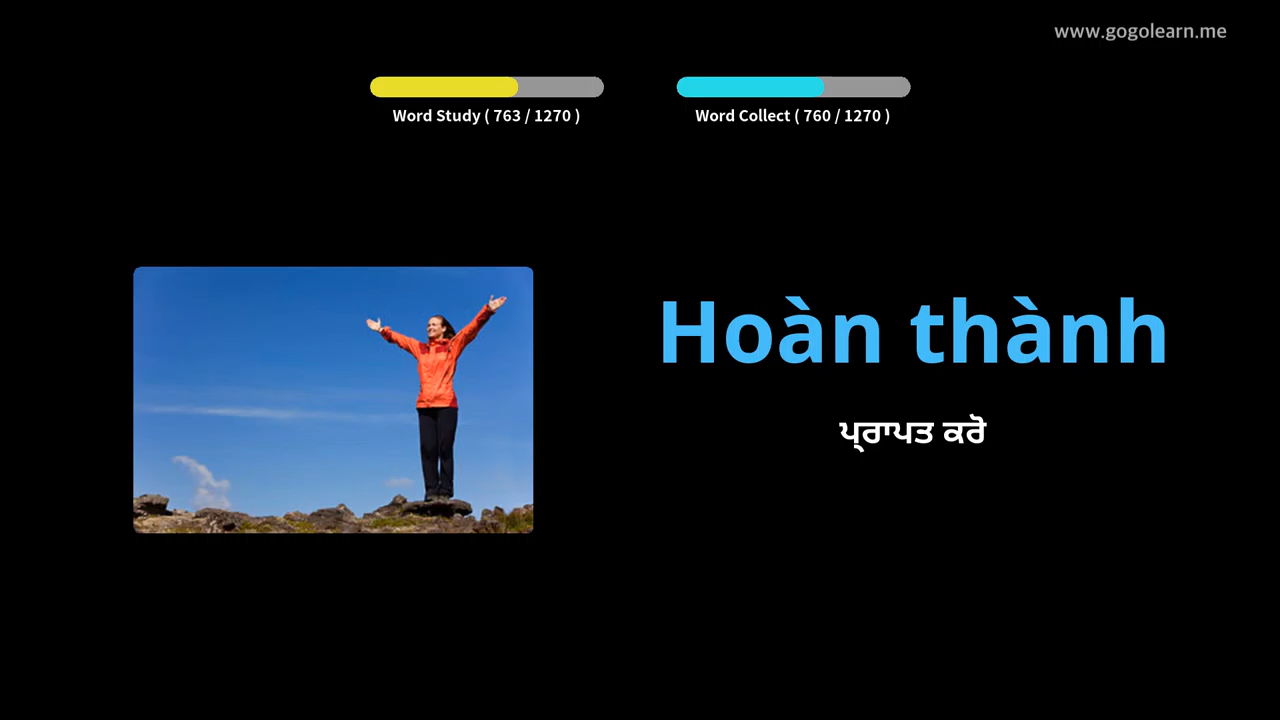 www.gogolearn.me
Word Study ( 763 / 1270 )
Word Collect ( 760 / 1270 )
Hoàn thành
ਪ੍ਰਾਪਤ ਕਰੋ